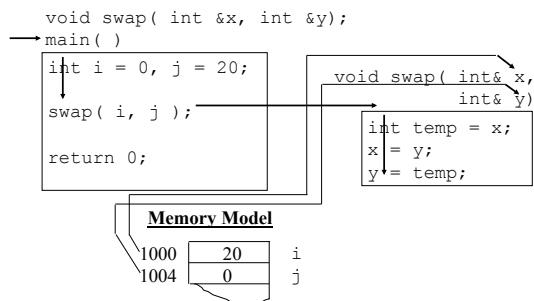 void swap( int &x, int &y);
main( )
int i = 0, j = 20;
swap( i, j );
return 0;
void swap( int& x,
int& y)
int temp = x;
x = y;
y = temp;
Memory Model
1000 20 i
1004 0 j